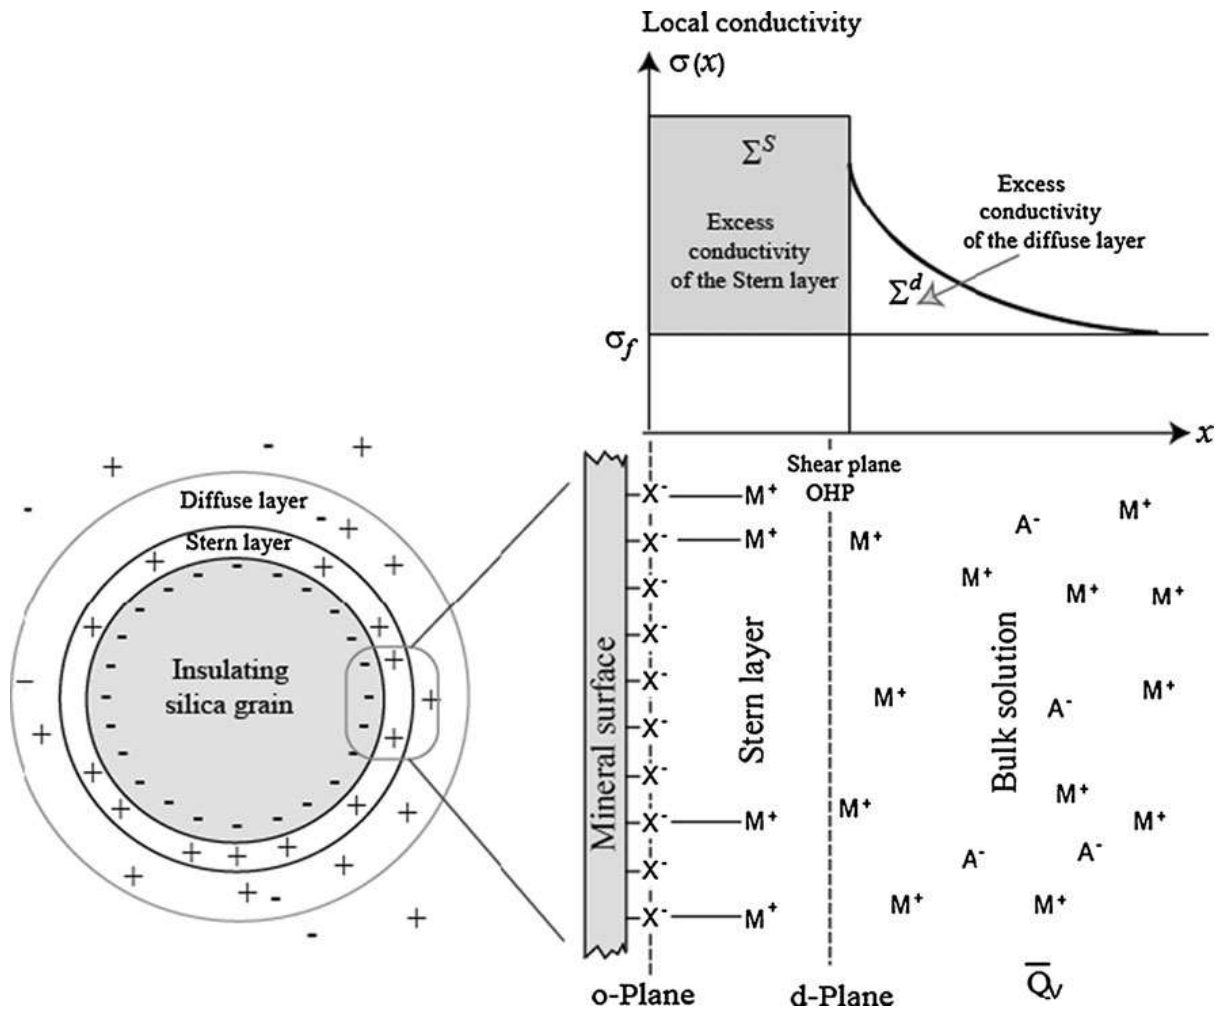 Local conductivity
σ(x)
Σ^S
Excess
conductivity
of the Stern layer
Excess
conductivity
of the diffuse layer
Σ^d
σ_f
x
Diffuse layer
Stern layer
Insulating
silica grain
Shear plane
OHP
Mineral surface
Stern layer
Bulk solution
X⁻ M⁺
X⁻ M⁺
X⁻
X⁻
X⁻
X⁻
X⁻
X⁻ M⁺
X⁻
X⁻ M⁺
A⁻ M⁺
M⁺
M⁺ M⁺ M⁺
M⁺ A⁻ M⁺
M⁺ M⁺ M⁺
A⁻ A⁻
M⁺ M⁺
Q̅_V
o-Plane
d-Plane